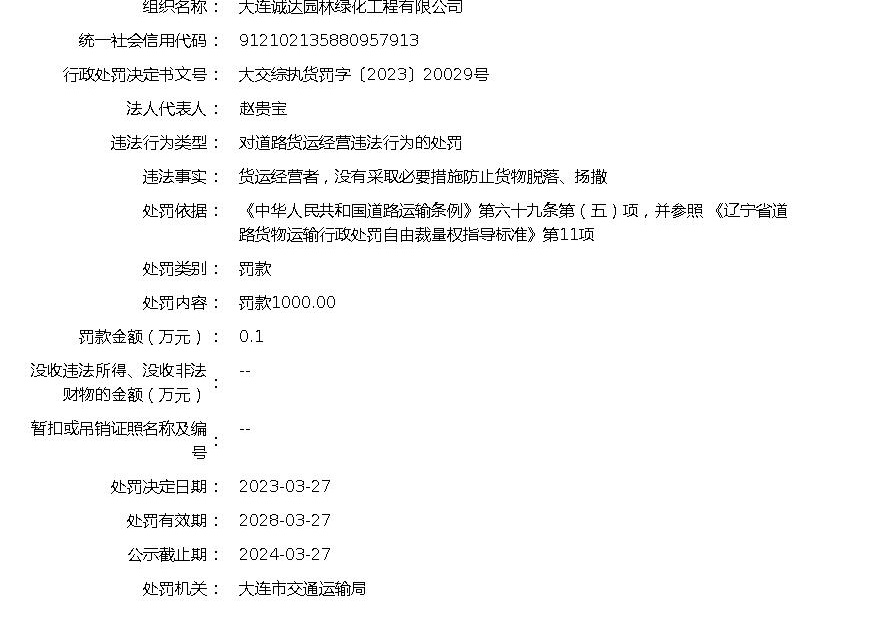 组织名称： 大连诚达园林绿化工程有限公司
统一社会信用代码： 912102135880957913
行政处罚决定书文号： 大交综执货罚字〔2023〕20029号
法人代表人： 赵贵宝
违法行为类型： 对道路货运经营违法行为的处罚
违法事实： 货运经营者，没有采取必要措施防止货物脱落、扬撒
处罚依据： 《中华人民共和国道路运输条例》第六十九条第（五）项，并参照 《辽宁省道
路货物运输行政处罚自由裁量权指导标准》第11项
处罚类别： 罚款
处罚内容： 罚款1000.00
罚款金额（万元）： 0.1
没收违法所得、没收非法
财物的金额（万元）： --
暂扣或吊销证照名称及编
号： --
处罚决定日期： 2023-03-27
处罚有效期： 2028-03-27
公示截止期： 2024-03-27
处罚机关： 大连市交通运输局